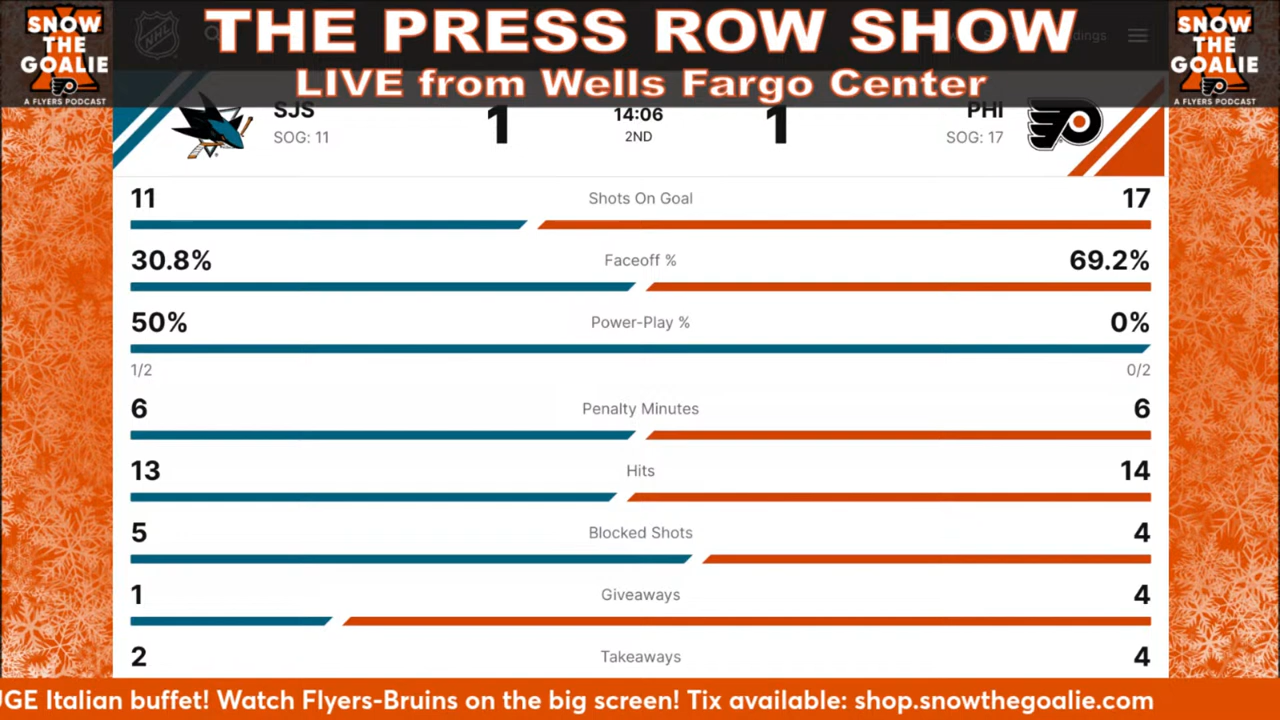 THE PRESS ROW SHOW
LIVE from Wells Fargo Center
SNOW
THE
GOALIE
A FLYERS PODCAST
SNOW
THE
GOALIE
A FLYERS PODCAST
NHL
SJS
SOG: 11
1
14:06
2ND
1
PHI
SOG: 17
11 Shots On Goal 17
30.8% Faceoff % 69.2%
50% Power-Play % 0%
1/2 0/2
6 Penalty Minutes 6
13 Hits 14
5 Blocked Shots 4
1 Giveaways 4
2 Takeaways 4
Italian buffet! Watch Flyers-Bruins on the big screen! Tix available: shop.snowthegoalie.com